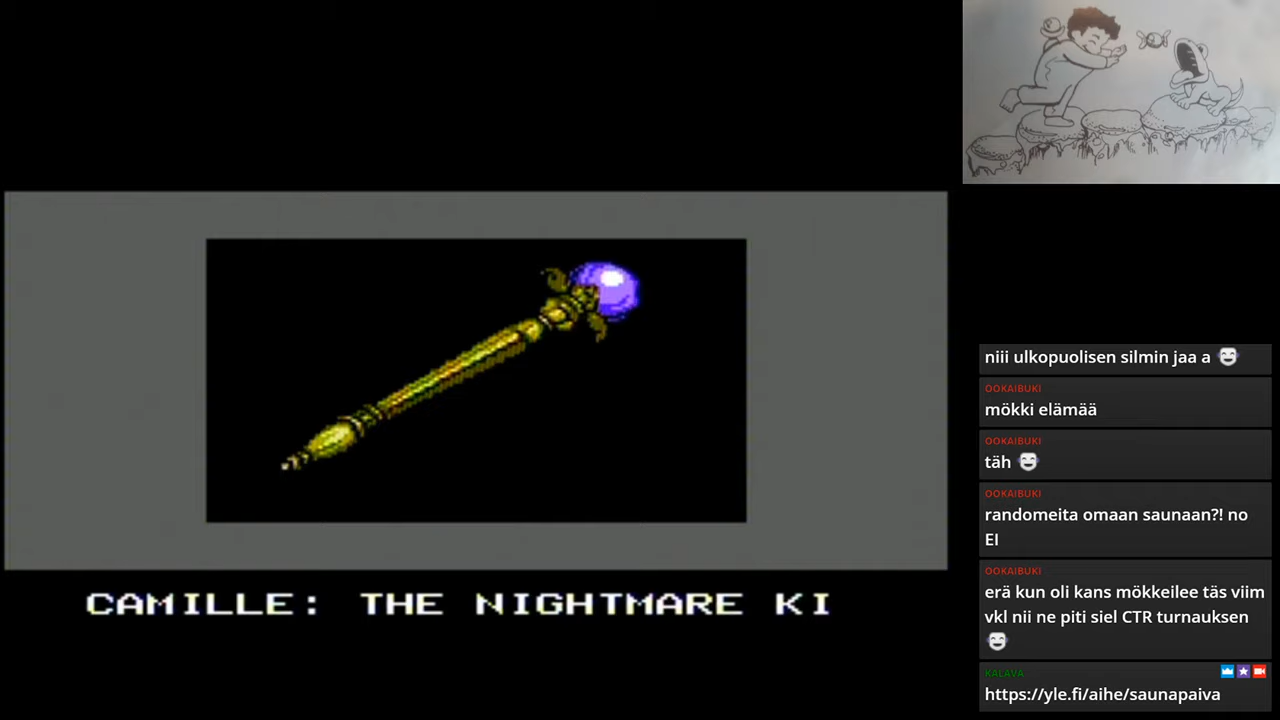 niii ulkopuolisen silmin jaa a
OOKAIBUKI
mökki elämää
OOKAIBUKI
täh
OOKAIBUKI
randomeita omaan saunaan?! no
EI
OOKAIBUKI
erä kun oli kans mökkeilee täs viim
vkl nii ne piti siel CTR turnauksen
KALAVA
https://yle.fi/aihe/saunapaiva
CAMILLE: THE NIGHTMARE KI